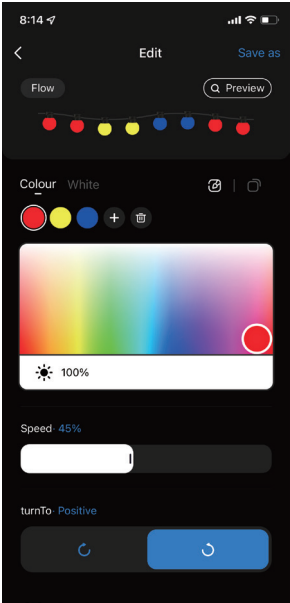 8:14
Edit
Save as
Flow
Preview
Colour White
100%
Speed· 45%
turnTo· Positive